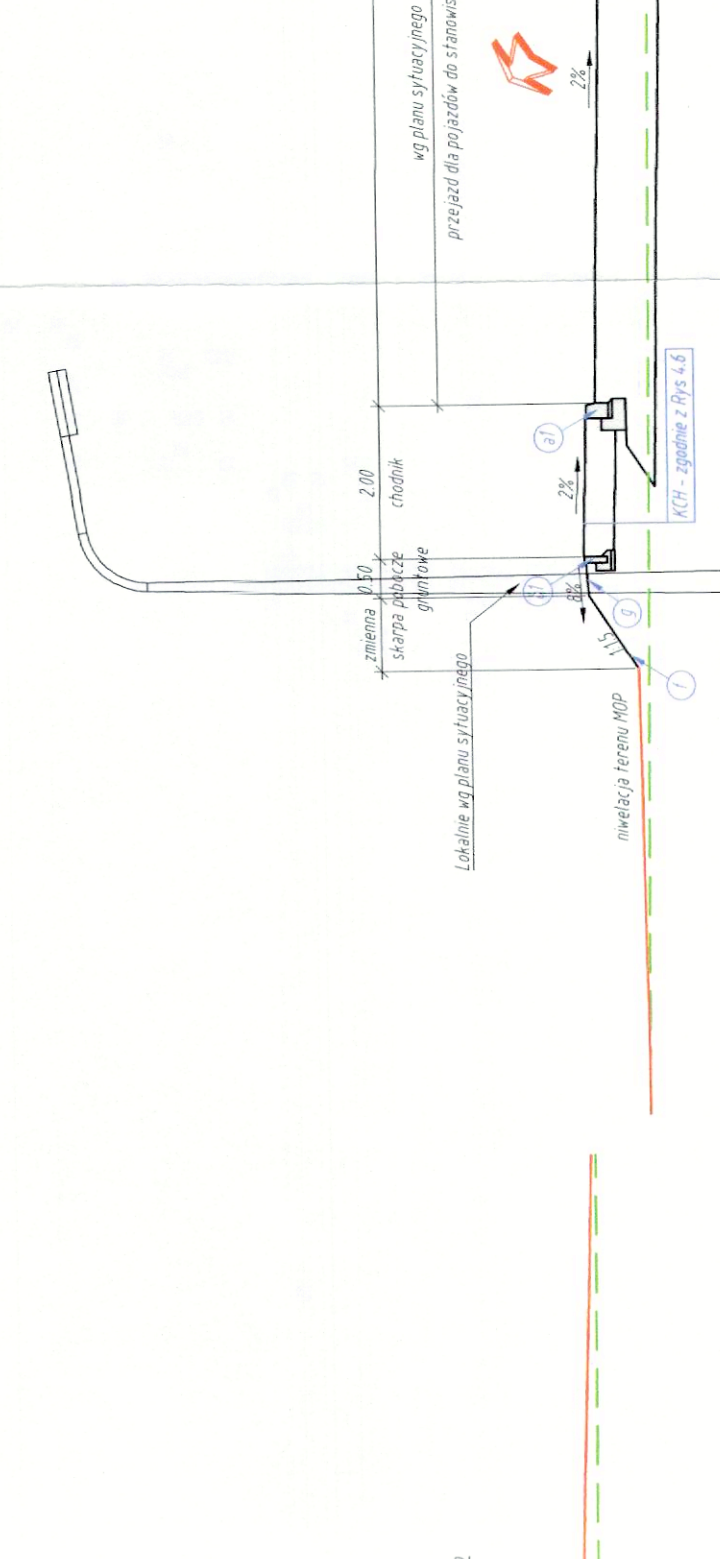 wg planu sytuacyjnego
przejazd dla pojazdów do stanowis
2%
zmienna
0.50
2.00
skarpa
pobocze
gruntowe
chodnik
a1
2%
8%
g
1:1,5
f
Lokalnie wg planu sytuacyjnego
niwelacja terenu MOP
KCH - zgodnie z Rys 4.6